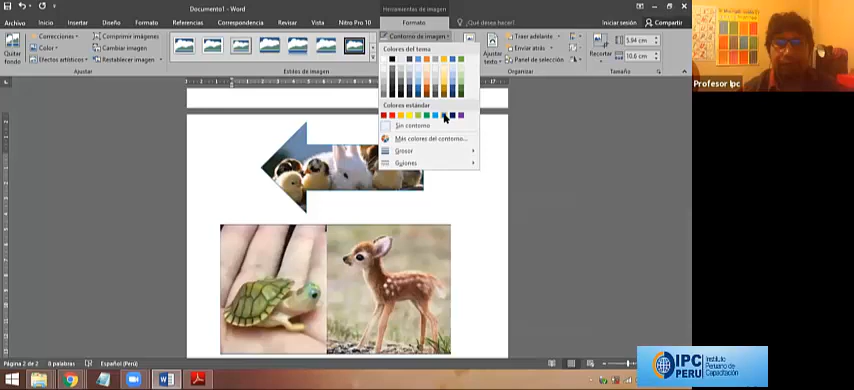 Documento1 - Word
Herramientas de imagen
Archivo Inicio Insertar Diseño Formato Referencias Correspondencia Revisar Vista Nitro Pro 10 Formato ¿Qué desea hacer?
Iniciar sesión Compartir
Quitar fondo
Correcciones
Color
Efectos artísticos
Comprimir imágenes
Cambiar imagen
Restablecer imagen
Ajustar
Estilos de imagen
Contorno de imagen
Colores del tema
Colores estándar
Sin contorno
Más colores del contorno...
Grosor
Guiones
Ajustar texto
Traer adelante
Enviar atrás
Panel de selección
Organizar
Recortar
5.94 cm
10.6 cm
Tamaño
Profesor Ipc
Página 2 de 2 8 palabras Español (Perú)
IPC PERU
Instituto
Peruano de
Capacitación